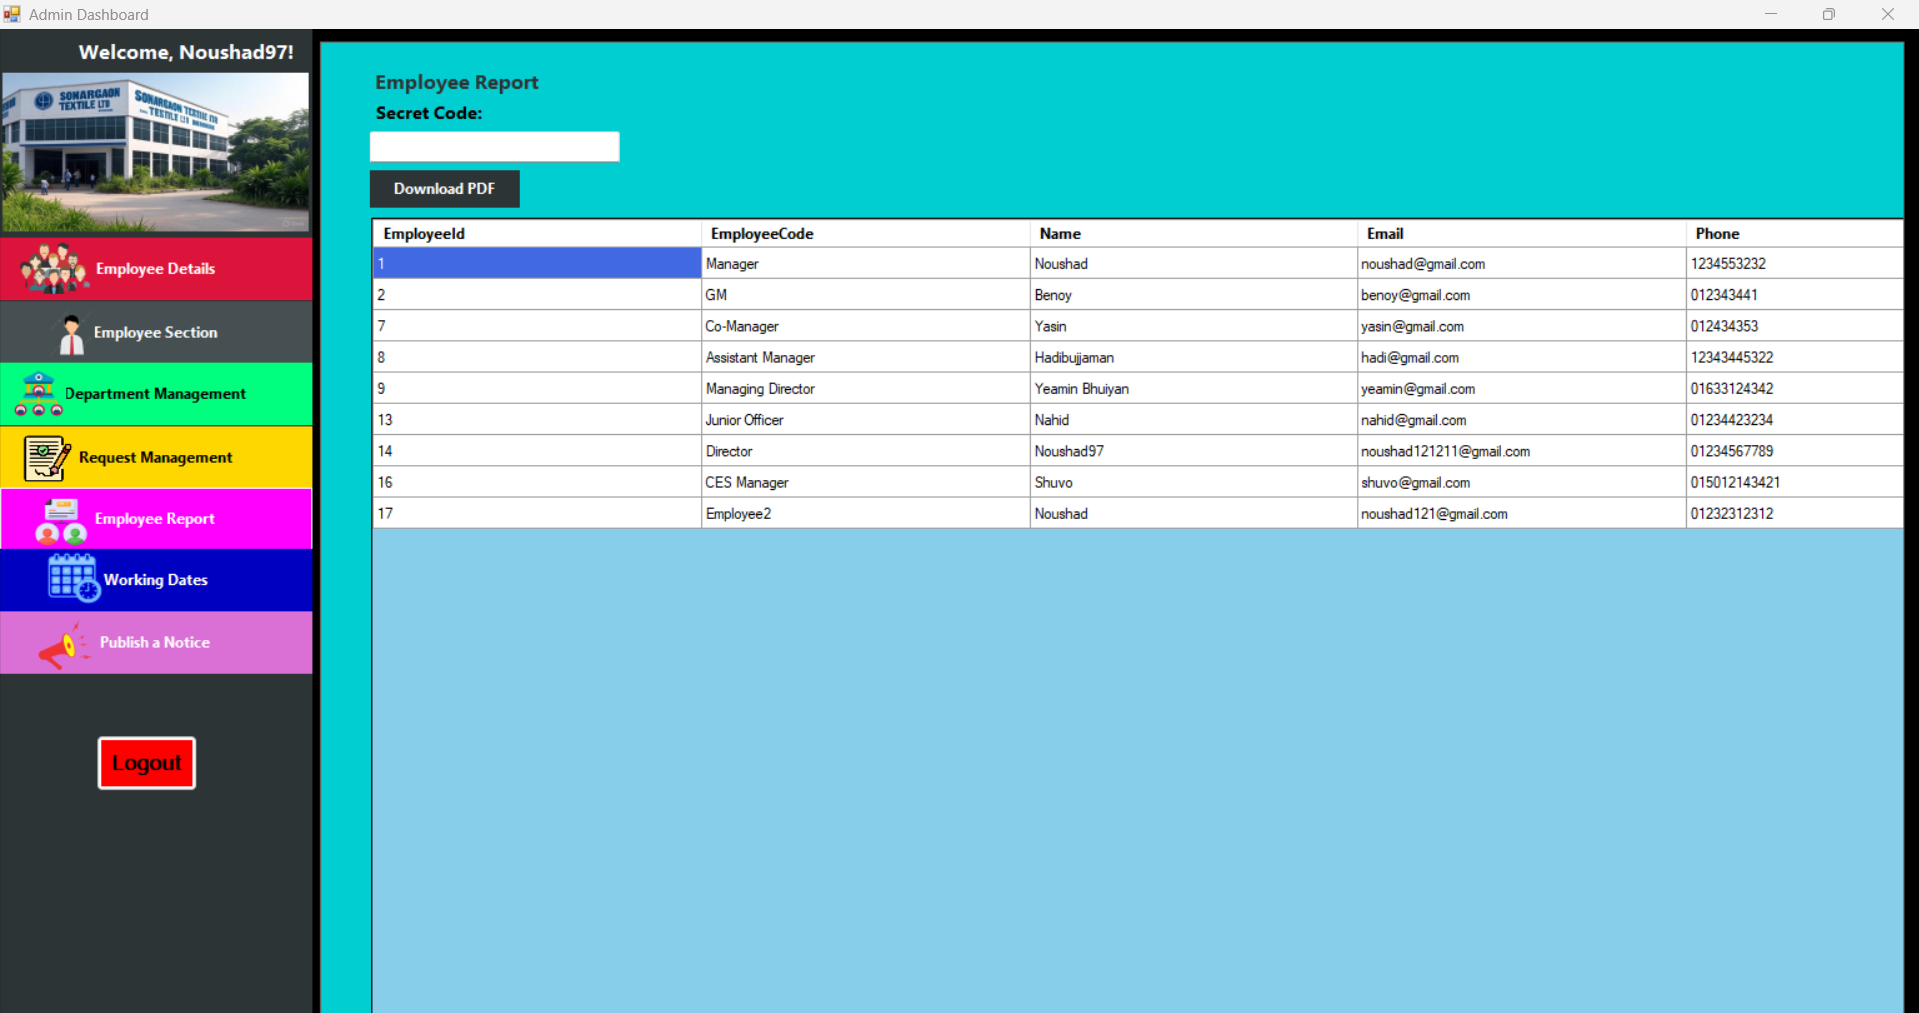 Admin Dashboard
Welcome, Noushad97!
SONARGAON
TEXTILE LTD
Employee Details
Employee Section
Department Management
Request Management
Employee Report
Working Dates
Publish a Notice
Logout
Employee Report
Secret Code:
Download PDF
EmployeeId EmployeeCode Name Email Phone
1 Manager Noushad noushad@gmail.com 1234553232
2 GM Benoy benoy@gmail.com 012343441
7 Co-Manager Yasin yasin@gmail.com 012434353
8 Assistant Manager Hadibujjaman hadi@gmail.com 12343445322
9 Managing Director Yeamin Bhuiyan yeamin@gmail.com 01633124342
13 Junior Officer Nahid nahid@gmail.com 01234423234
14 Director Noushad97 noushad121211@gmail.com 01234567789
16 CES Manager Shuvo shuvo@gmail.com 015012143421
17 Employee2 Noushad noushad121@gmail.com 01232312312